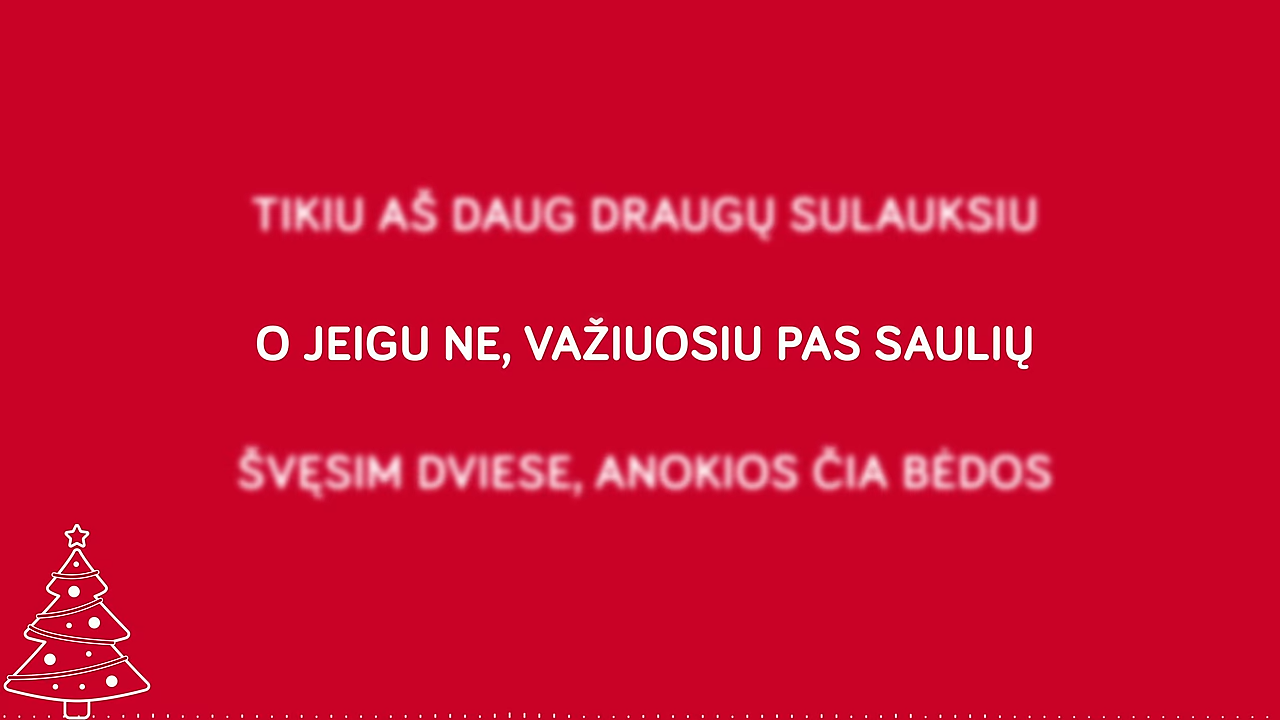 TIKIU AŠ DAUG DRAUGŲ SULAUKSIU
O JEIGU NE, VAŽIUOSIU PAS SAULIŲ
ŠVĘSIM DVIESE, ANOKIOS ČIA BĖDOS